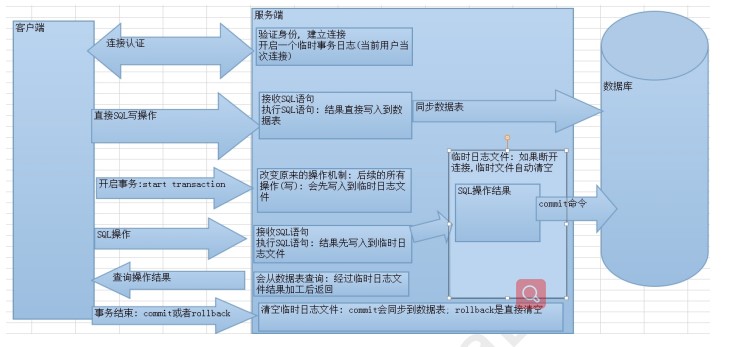 客户端
服务端
连接认证
验证身份, 建立连接
开启一个临时事务日志(当前用户当
次连接)
数据库
直接SQL写操作
接收SQL语句
执行SQL语句: 结果直接写入到数
据表
同步数据表
临时日志文件: 如果断开
连接,临时文件自动清空
开启事务:start transaction
改变原来的操作机制: 后续的所有
操作(写): 会先写入到临时日志文
件
SQL操作结果
commit命令
SQL操作
接收SQL语句
执行SQL语句: 结果先写入到临时日
志文件
查询操作结果
会从数据表查询: 经过临时日志文
件结果加工后返回
事务结束: commit或者rollback
清空临时日志文件: commit会同步到数据表, rollback是直接清空